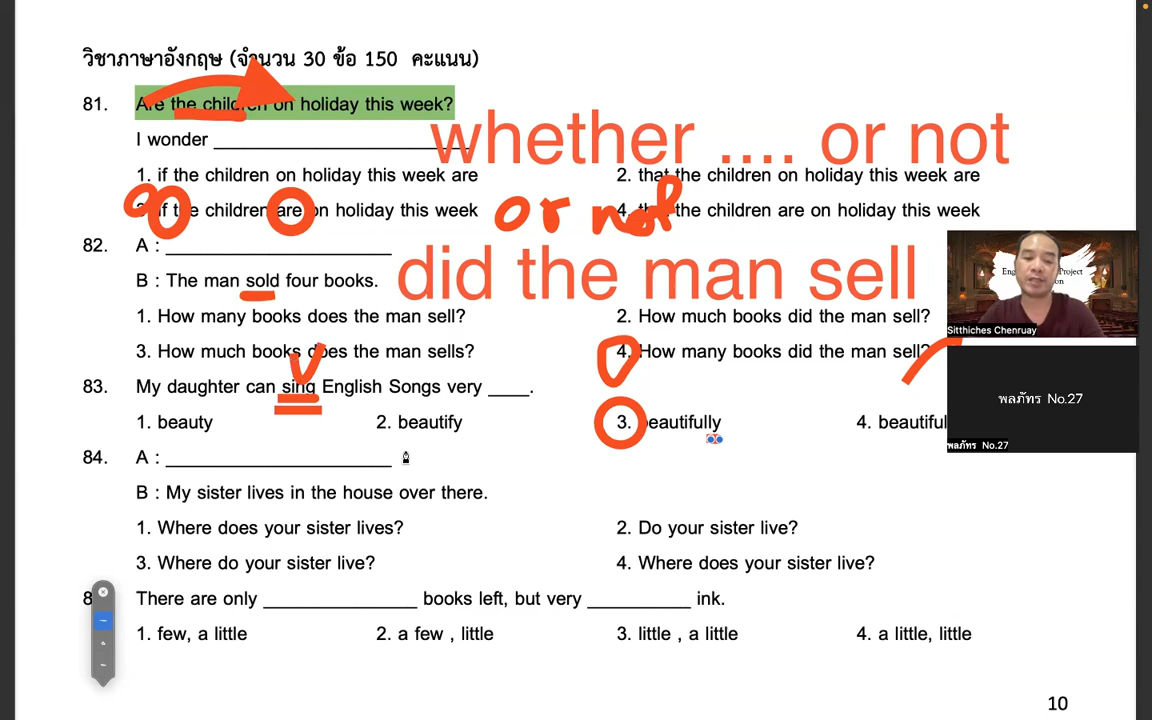 วิชาภาษาอังกฤษ (จำนวน 30 ข้อ 150 คะแนน)
81. Are the children on holiday this week?
whether .... or not
I wonder ____________________
1. if the children on holiday this week are
2. that the children on holiday this week are
3. if the children are on holiday this week
or not
4. that the children are on holiday this week
82. A : ____________________
B : The man sold four books.
did the man sell
1. How many books does the man sell?
2. How much books did the man sell?
3. How much books does the man sells?
4. How many books did the man sell?
V
83. My daughter can sing English Songs very ____.
1. beauty
2. beautify
3. beautifully
4. beautiful
84. A : ____________________
B : My sister lives in the house over there.
1. Where does your sister lives?
2. Do your sister live?
3. Where do your sister live?
4. Where does your sister live?
8 There are only ______________ books left, but very __________ ink.
1. few, a little
2. a few , little
3. little , a little
4. a little, little
10
Sitthiches Chenruay
พลภัทร No.27
พลภัทร No.27